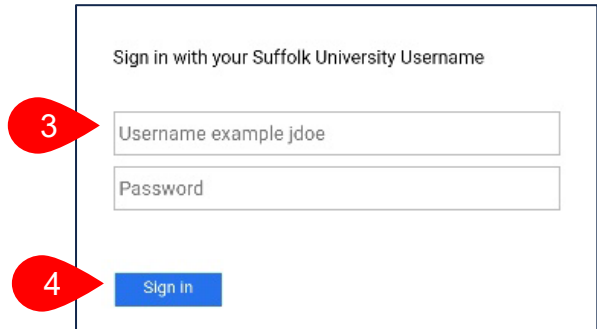 Sign in with your Suffolk University Username
3
Username example jdoe
Password
4
Sign in